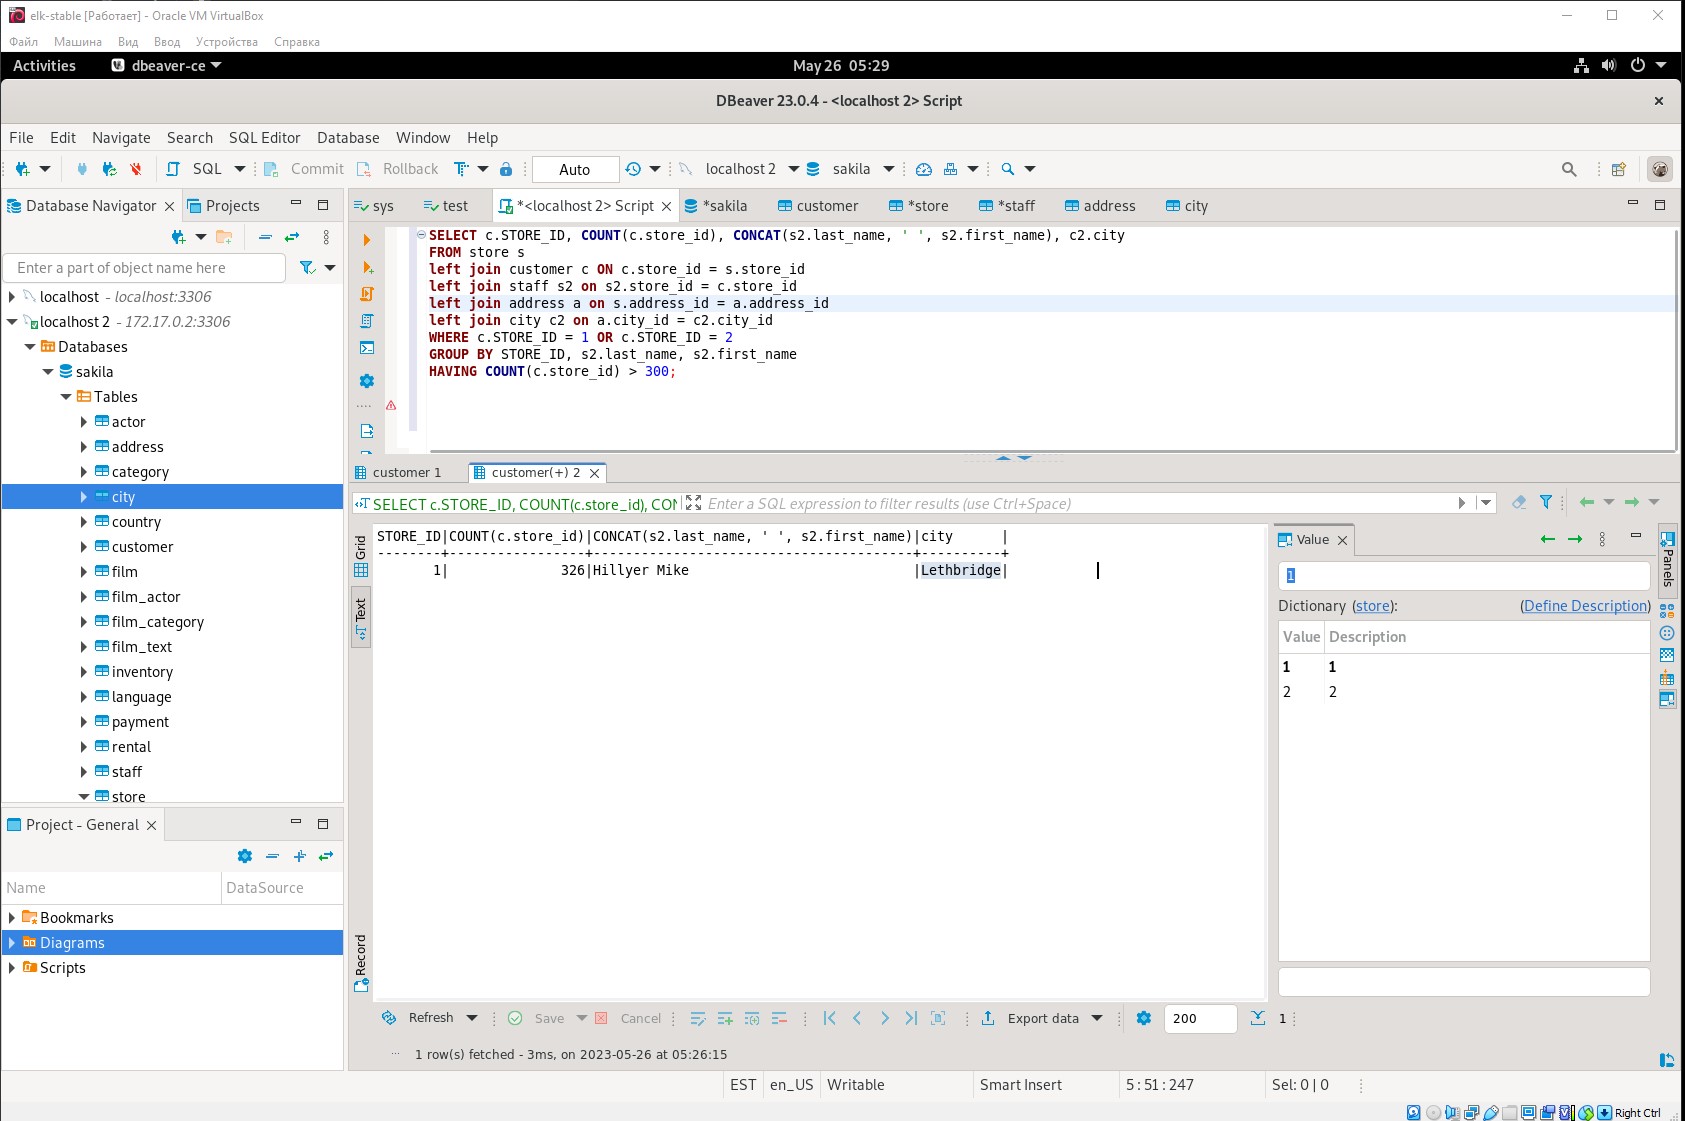 elk-stable [Работает] - Oracle VM VirtualBox
Файл Машина Вид Ввод Устройства Справка
Activities dbeaver-ce May 26 05:29
DBeaver 23.0.4 - <localhost 2> Script
File Edit Navigate Search SQL Editor Database Window Help
SQL Commit Rollback Auto localhost 2 sakila
Database Navigator Projects
Enter a part of object name here
localhost - localhost:3306
localhost 2 - 172.17.0.2:3306
Databases
sakila
Tables
actor
address
category
city
country
customer
film
film_actor
film_category
film_text
inventory
language
payment
rental
staff
store
Project - General
Name DataSource
Bookmarks
Diagrams
Scripts
sys test *<localhost 2> Script *sakila customer *store *staff address city
SELECT c.STORE_ID, COUNT(c.store_id), CONCAT(s2.last_name, ' ', s2.first_name), c2.city
FROM store s
left join customer c ON c.store_id = s.store_id
left join staff s2 on s2.store_id = c.store_id
left join address a on s.address_id = a.address_id
left join city c2 on a.city_id = c2.city_id
WHERE c.STORE_ID = 1 OR c.STORE_ID = 2
GROUP BY STORE_ID, s2.last_name, s2.first_name
HAVING COUNT(c.store_id) > 300;
customer 1 customer(+) 2
SELECT c.STORE_ID, COUNT(c.store_id), CON Enter a SQL expression to filter results (use Ctrl+Space)
Grid
Text
Record
STORE_ID|COUNT(c.store_id)|CONCAT(s2.last_name, ' ', s2.first_name)|city |
--------+-----------------+----------------------------------------+----------+
1| 326|Hillyer Mike |Lethbridge|
Value
1
Dictionary (store): (Define Description)
Value Description
1 1
2 2
Panels
Refresh Save Cancel Export data 200 1
1 row(s) fetched - 3ms, on 2023-05-26 at 05:26:15
EST en_US Writable Smart Insert 5 : 51 : 247 Sel: 0 | 0
Right Ctrl